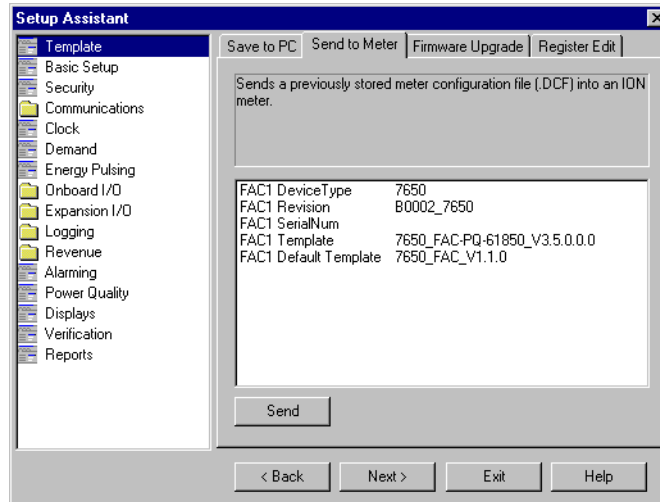 Setup Assistant
Template
Basic Setup
Security
Communications
Clock
Demand
Energy Pulsing
Onboard I/O
Expansion I/O
Logging
Revenue
Alarming
Power Quality
Displays
Verification
Reports
Save to PC
Send to Meter
Firmware Upgrade
Register Edit
Sends a previously stored meter configuration file (.DCF) into an ION
meter.
FAC1 DeviceType 7650
FAC1 Revision B0002_7650
FAC1 SerialNum
FAC1 Template 7650_FAC-PQ-61850_V3.5.0.0.0
FAC1 Default Template 7650_FAC_V1.1.0
Send
< Back
Next >
Exit
Help